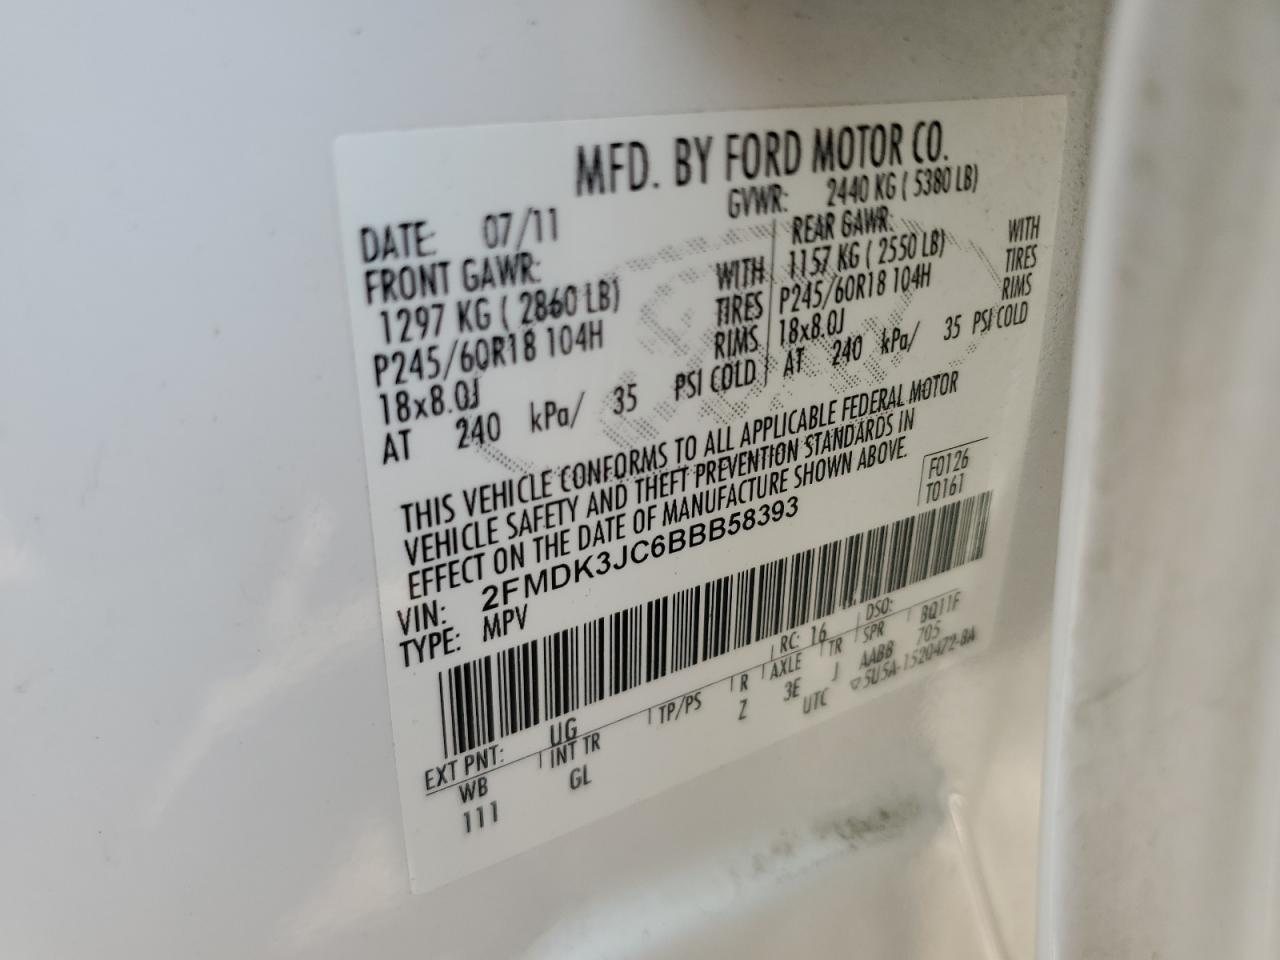 MFD. BY FORD MOTOR CO.
DATE: 07/11 GVWR: 2440 KG ( 5380 LB)
FRONT GAWR: REAR GAWR:
1297 KG ( 2860 LB) WITH 1157 KG ( 2550 LB) WITH
P245/60R18 104H TIRES P245/60R18 104H TIRES
18x8.0J RIMS 18x8.0J RIMS
AT 240 kPa/ 35 PSI COLD AT 240 kPa/ 35 PSI COLD
THIS VEHICLE CONFORMS TO ALL APPLICABLE FEDERAL MOTOR
VEHICLE SAFETY AND THEFT PREVENTION STANDARDS IN
EFFECT ON THE DATE OF MANUFACTURE SHOWN ABOVE.
F0126
T0161
VIN: 2FMDK3JC6BBB58393
TYPE: MPV
EXT PNT: UG RC: 16 DSO: BQ11F
WB INT TR TP/PS R AXLE TR SPR 705
111 GL Z 3E J AABB
UTC 5U5A-1520472-BA